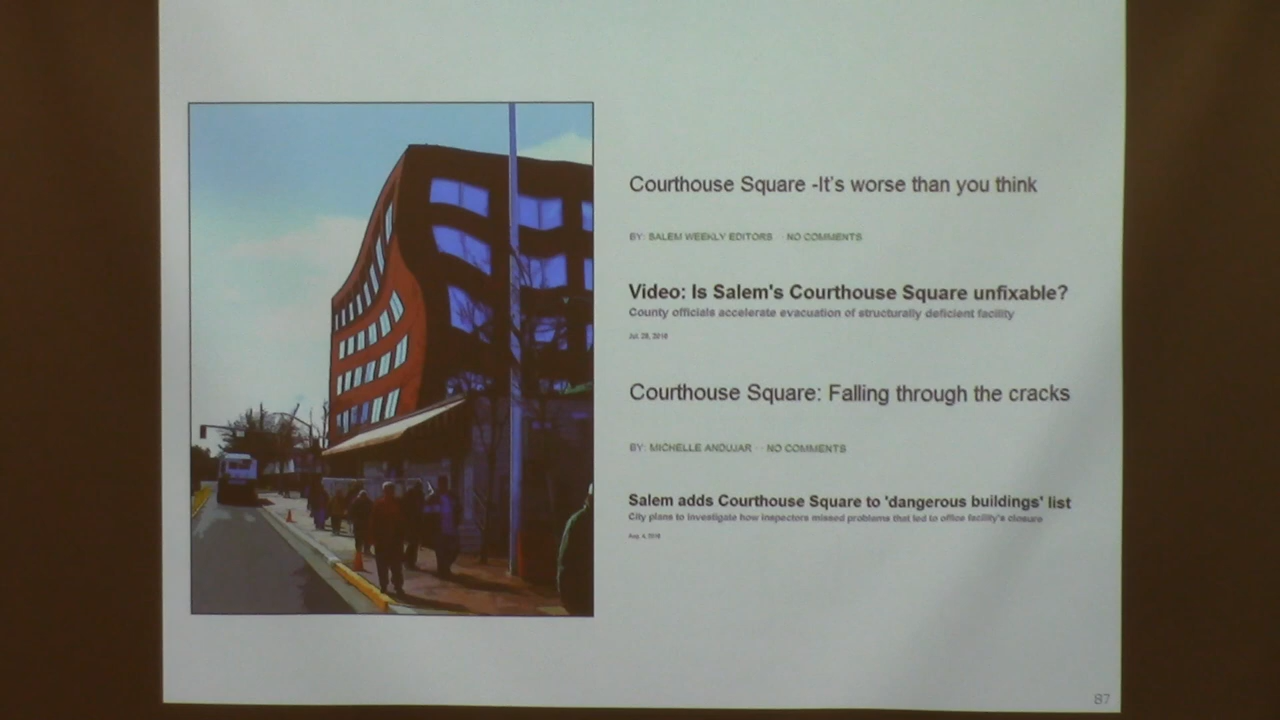 Courthouse Square -It's worse than you think
BY: SALEM WEEKLY EDITORS · NO COMMENTS
Video: Is Salem's Courthouse Square unfixable?
County officials accelerate evacuation of structurally deficient facility
Jul. 28, 2010
Courthouse Square: Falling through the cracks
BY: MICHELLE ANDUJAR · NO COMMENTS
Salem adds Courthouse Square to 'dangerous buildings' list
City plans to investigate how inspectors missed problems that led to office facility's closure
Aug. 4, 2010
87